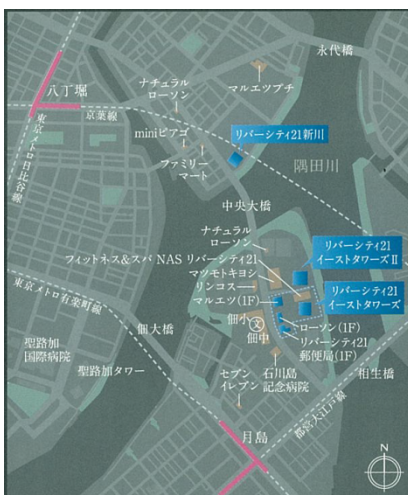 永代橋
マルエツプチ
ナチュラル
ローソン
八丁堀
京葉線
miniピアゴ
リバーシティ21新川
ファミリー
マート
隅田川
東京メトロ日比谷線
中央大橋
ナチュラル
ローソン
リバーシティ21
イーストタワーズⅡ
フィットネス&スパ NAS リバーシティ21
マツモトキヨシ
リンコス
マルエツ(1F)
リバーシティ21
イーストタワーズ
東京メトロ有楽町線
佃大橋
佃小
文
佃中
ローソン(1F)
リバーシティ21
郵便局(1F)
聖路加
国際病院
聖路加タワー
セブン
イレブン
石川島
記念病院
相生橋
都営大江戸線
月島
N